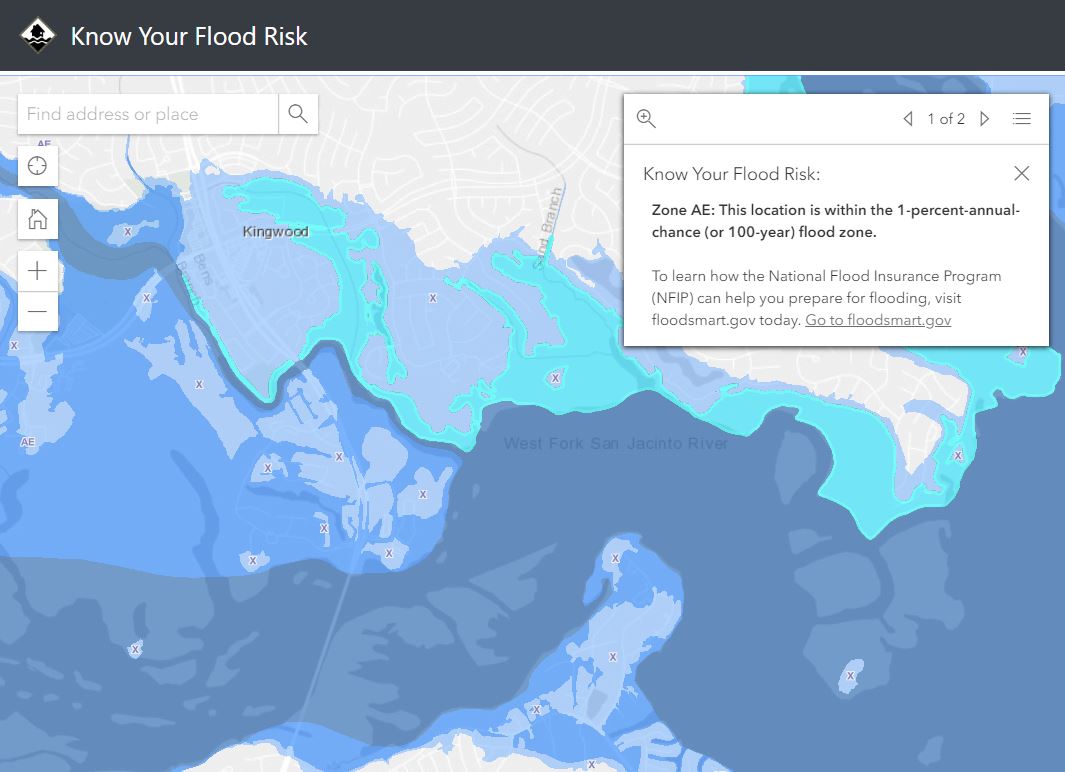 Know Your Flood Risk
Find address or place
1 of 2
Know Your Flood Risk:
Zone AE: This location is within the 1-percent-annual-
chance (or 100-year) flood zone.
To learn how the National Flood Insurance Program
(NFIP) can help you prepare for flooding, visit
floodsmart.gov today. Go to floodsmart.gov
AE
Kingwood
Sand Branch
Bens
X
X
X
X
X
X
X
AE
West Fork San Jacinto River
X
X
X
X
X
X
X
X
X
X
X
X
X
X